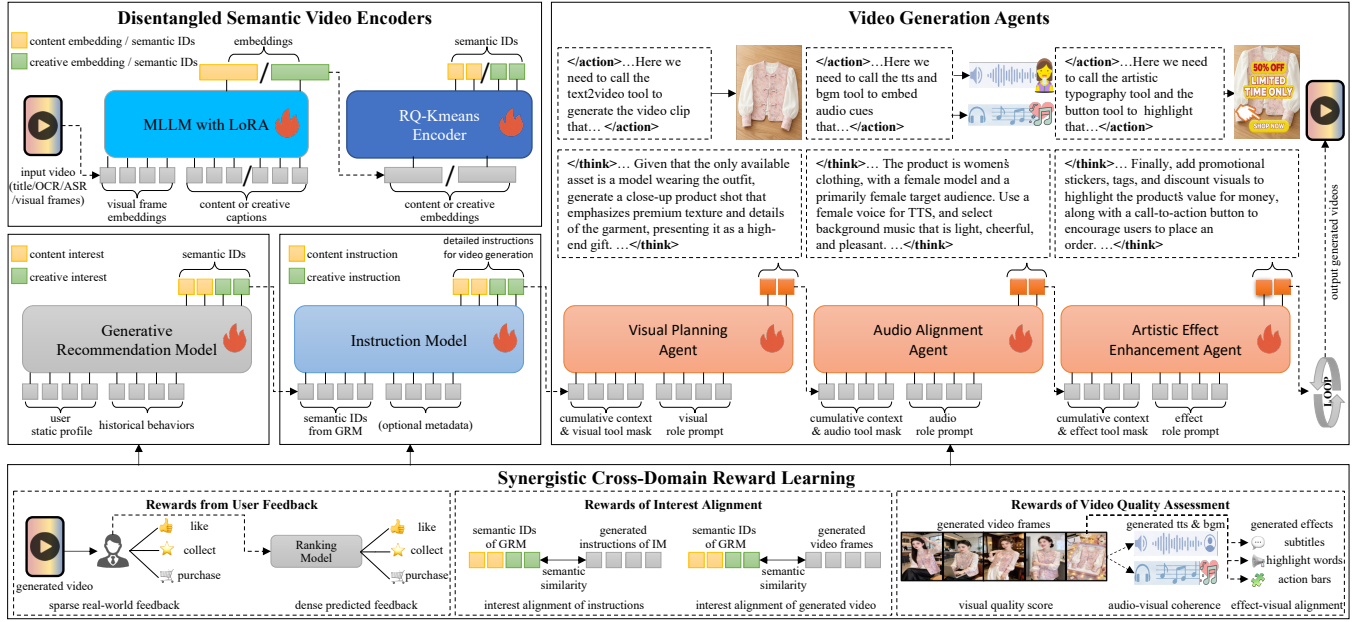 Disentangled Semantic Video Encoders
content embedding / semantic IDs
creative embedding / semantic IDs
embeddings
semantic IDs
/
/
MLLM with LoRA
RQ-Kmeans
Encoder
input video
(title/OCR/ASR
/visual frames)
/
/
visual frame
embeddings
content or creative
captions
content or creative
embeddings
content interest
creative interest
semantic IDs
Generative
Recommendation Model
user
static profile
historical behaviors
content instruction
creative instruction
detailed instructions
for video generation
Instruction Model
semantic IDs
from GRM
(optional metadata)
Video Generation Agents
</action>…Here we
need to call the
text2video tool to
generate the video clip
that… </action>
</action>…Here we
need to call the tts and
bgm tool to embed
audio cues
that…</action>
</action>…Here we need
to call the artistic
typography tool and the
button tool to highlight
that…</action>
50% OFF
LIMITED
TIME ONLY
SHOP NOW
</think>… Given that the only available
asset is a model wearing the outfit,
generate a close-up product shot that
emphasizes premium texture and details
of the garment, presenting it as a high-
end gift. …</think>
</think>… The product is women's
clothing, with a female model and a
primarily female target audience. Use a
female voice for TTS, and select
background music that is light, cheerful,
and pleasant. …</think>
</think>… Finally, add promotional
stickers, tags, and discount visuals to
highlight the product's value for money,
along with a call-to-action button to
encourage users to place an
order. …</think>
Visual Planning
Agent
cumulative context
& visual tool mask
visual
role prompt
Audio Alignment
Agent
cumulative context
& audio tool mask
audio
role prompt
Artistic Effect
Enhancement Agent
cumulative context
& effect tool mask
effect
role prompt
output generated videos
LOOP
Synergistic Cross-Domain Reward Learning
Rewards from User Feedback
generated video
like
collect
purchase
Ranking
Model
like
collect
purchase
sparse real-world feedback
dense predicted feedback
Rewards of Interest Alignment
semantic IDs
of GRM
generated
instructions of IM
semantic
similarity
interest alignment of instructions
semantic IDs
of GRM
generated
video frames
semantic
similarity
interest alignment of generated video
Rewards of Video Quality Assessment
generated video frames
generated tts & bgm
generated effects
subtitles
highlight words
action bars
visual quality score
audio-visual coherence
effect-visual alignment